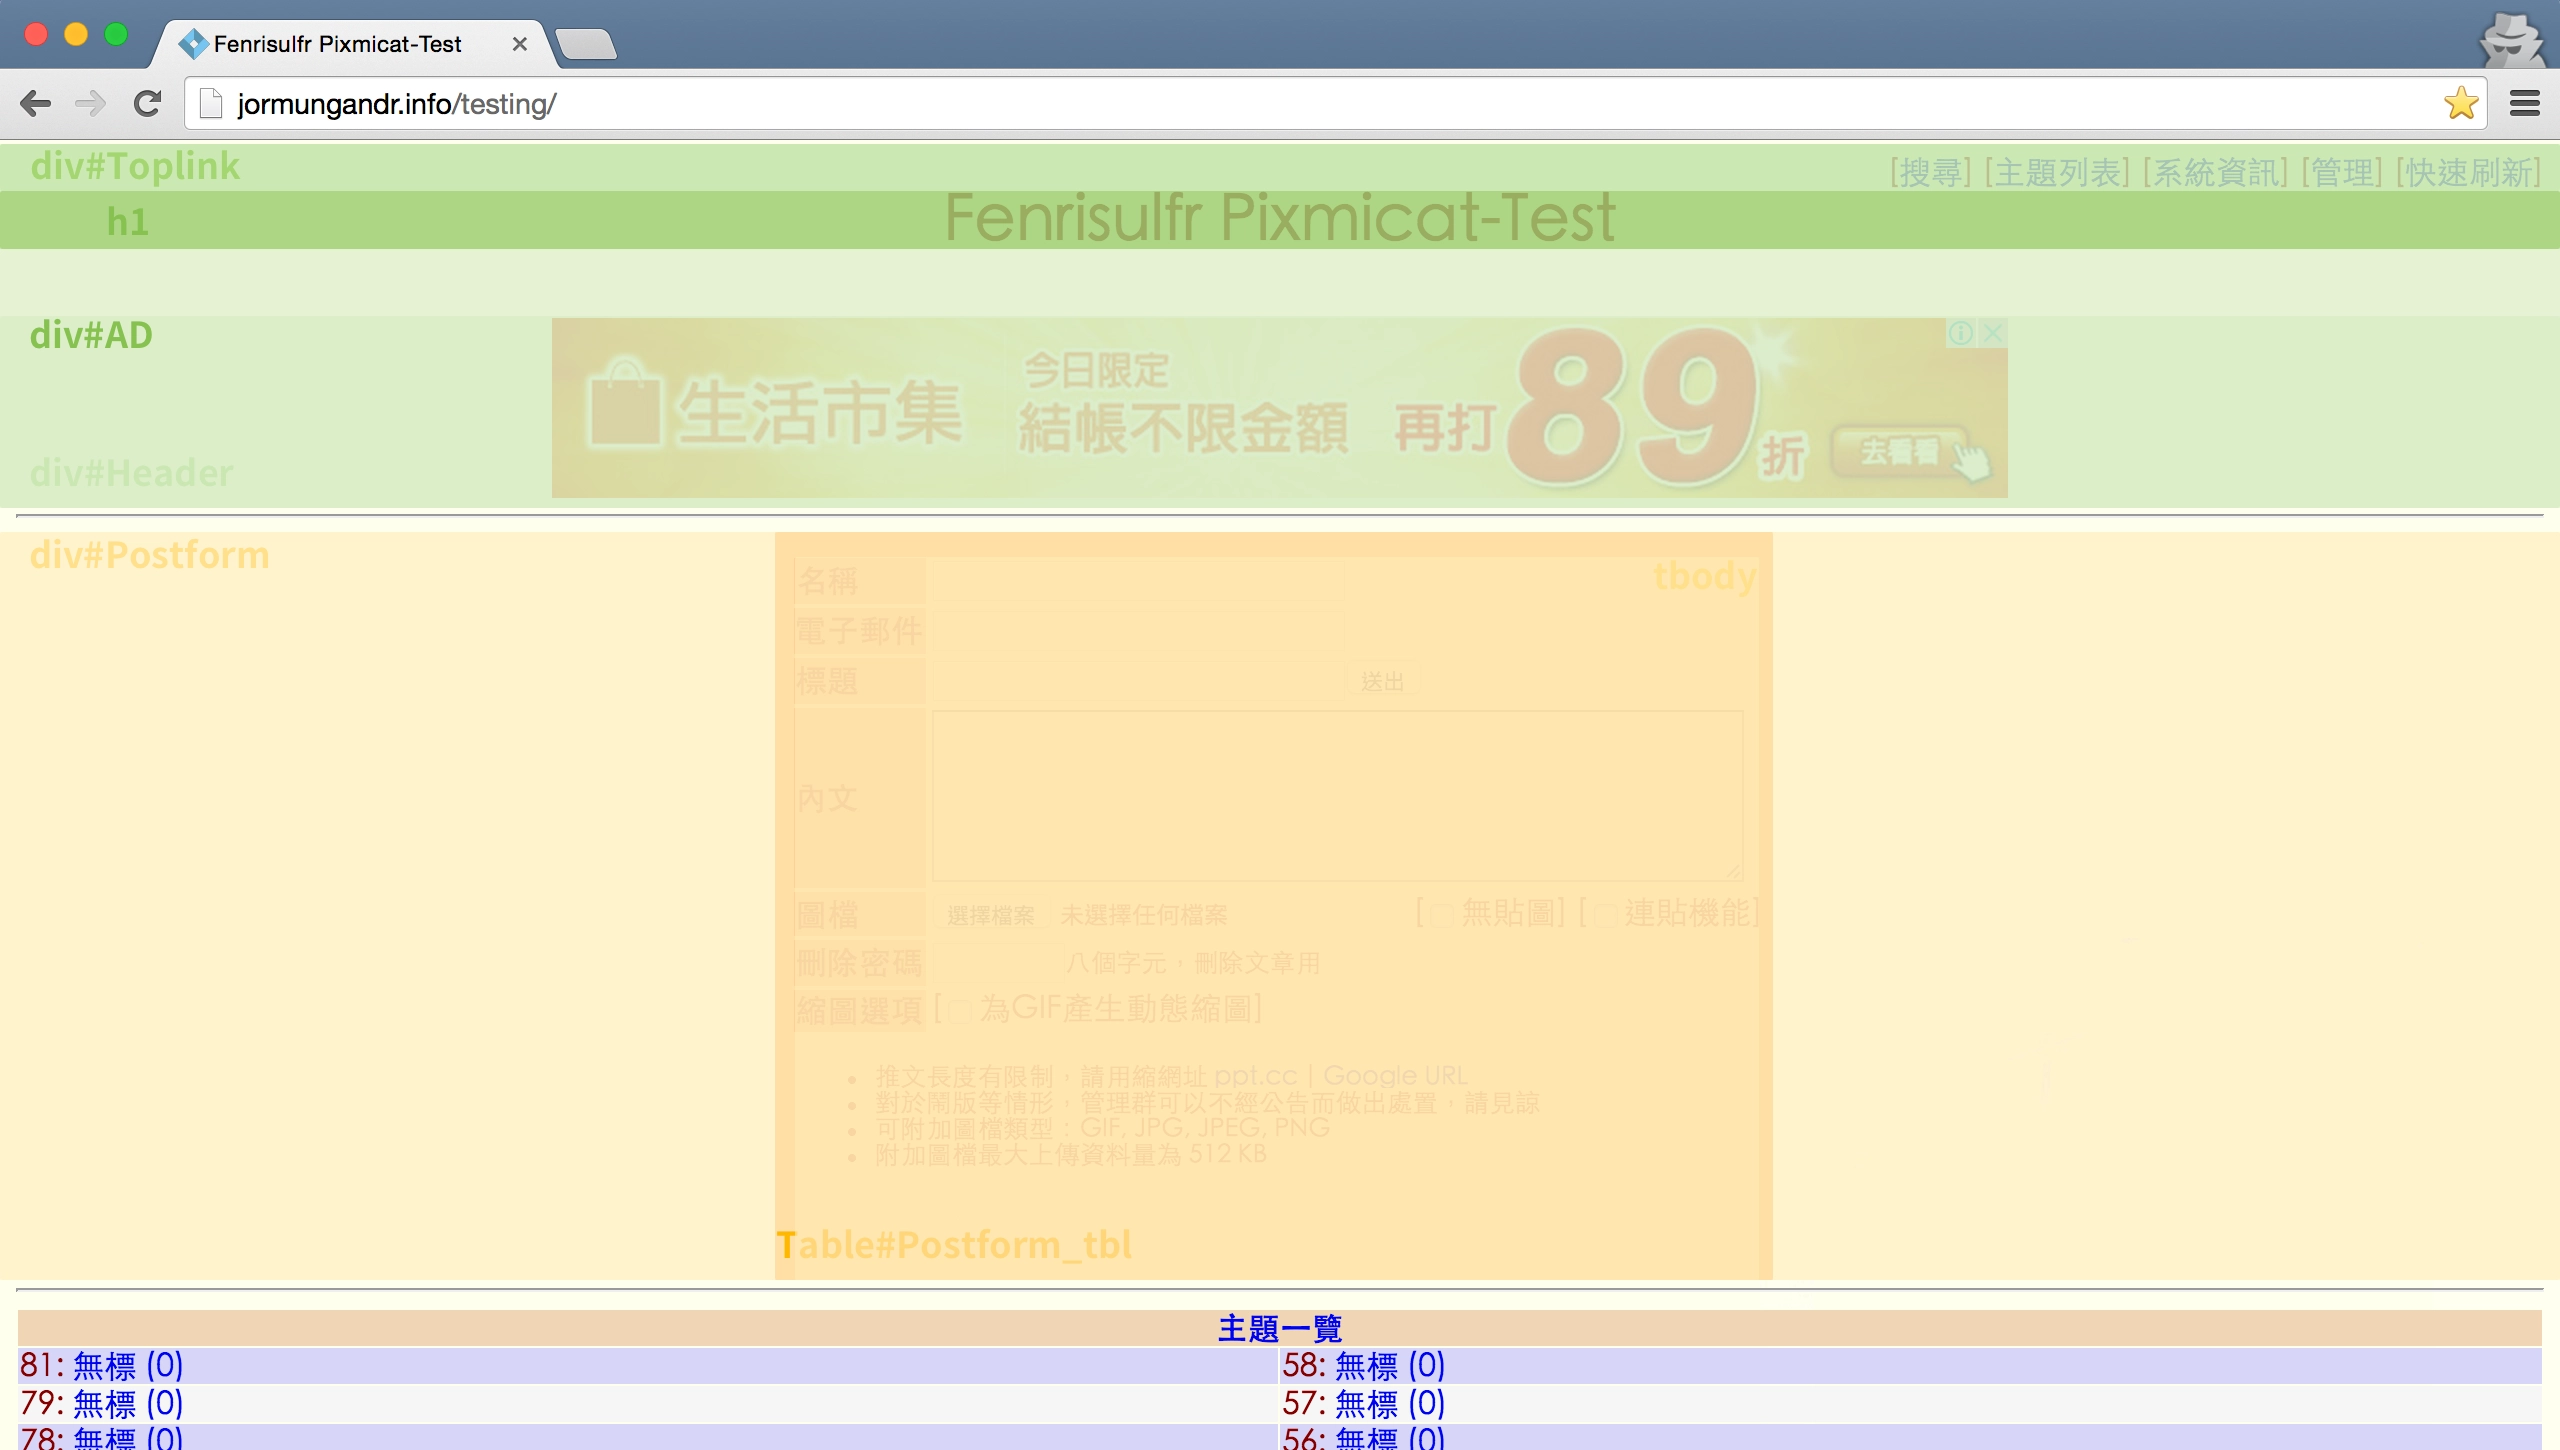 Fenrisulfr Pixmicat-Test
jormungandr.info/testing/
div#Toplink
[搜尋] [主題列表] [系統資訊] [管理] [快速刷新]
h1
Fenrisulfr Pixmicat-Test
div#AD
生活市集
今日限定
結帳不限金額
再打89折
去看看
div#Header
div#Postform
名稱
tbody
電子郵件
標題 送出
內文
圖檔 選擇檔案 未選擇任何檔案 [無貼圖] [連貼機能]
刪除密碼 八個字元，刪除文章用
縮圖選項 [為GIF產生動態縮圖]
• 推文長度有限制，請用縮網址 ppt.cc | Google URL
• 對於鬧版等情形，管理群可以不經公告而做出處置，請見諒
• 可附加圖檔類型：GIF, JPG, JPEG, PNG
• 附加圖檔最大上傳資料量為 512 KB
Table#Postform_tbl
主題一覽
81: 無標 (0) 58: 無標 (0)
79: 無標 (0) 57: 無標 (0)
78: 無標 (0) 56: 無標 (0)